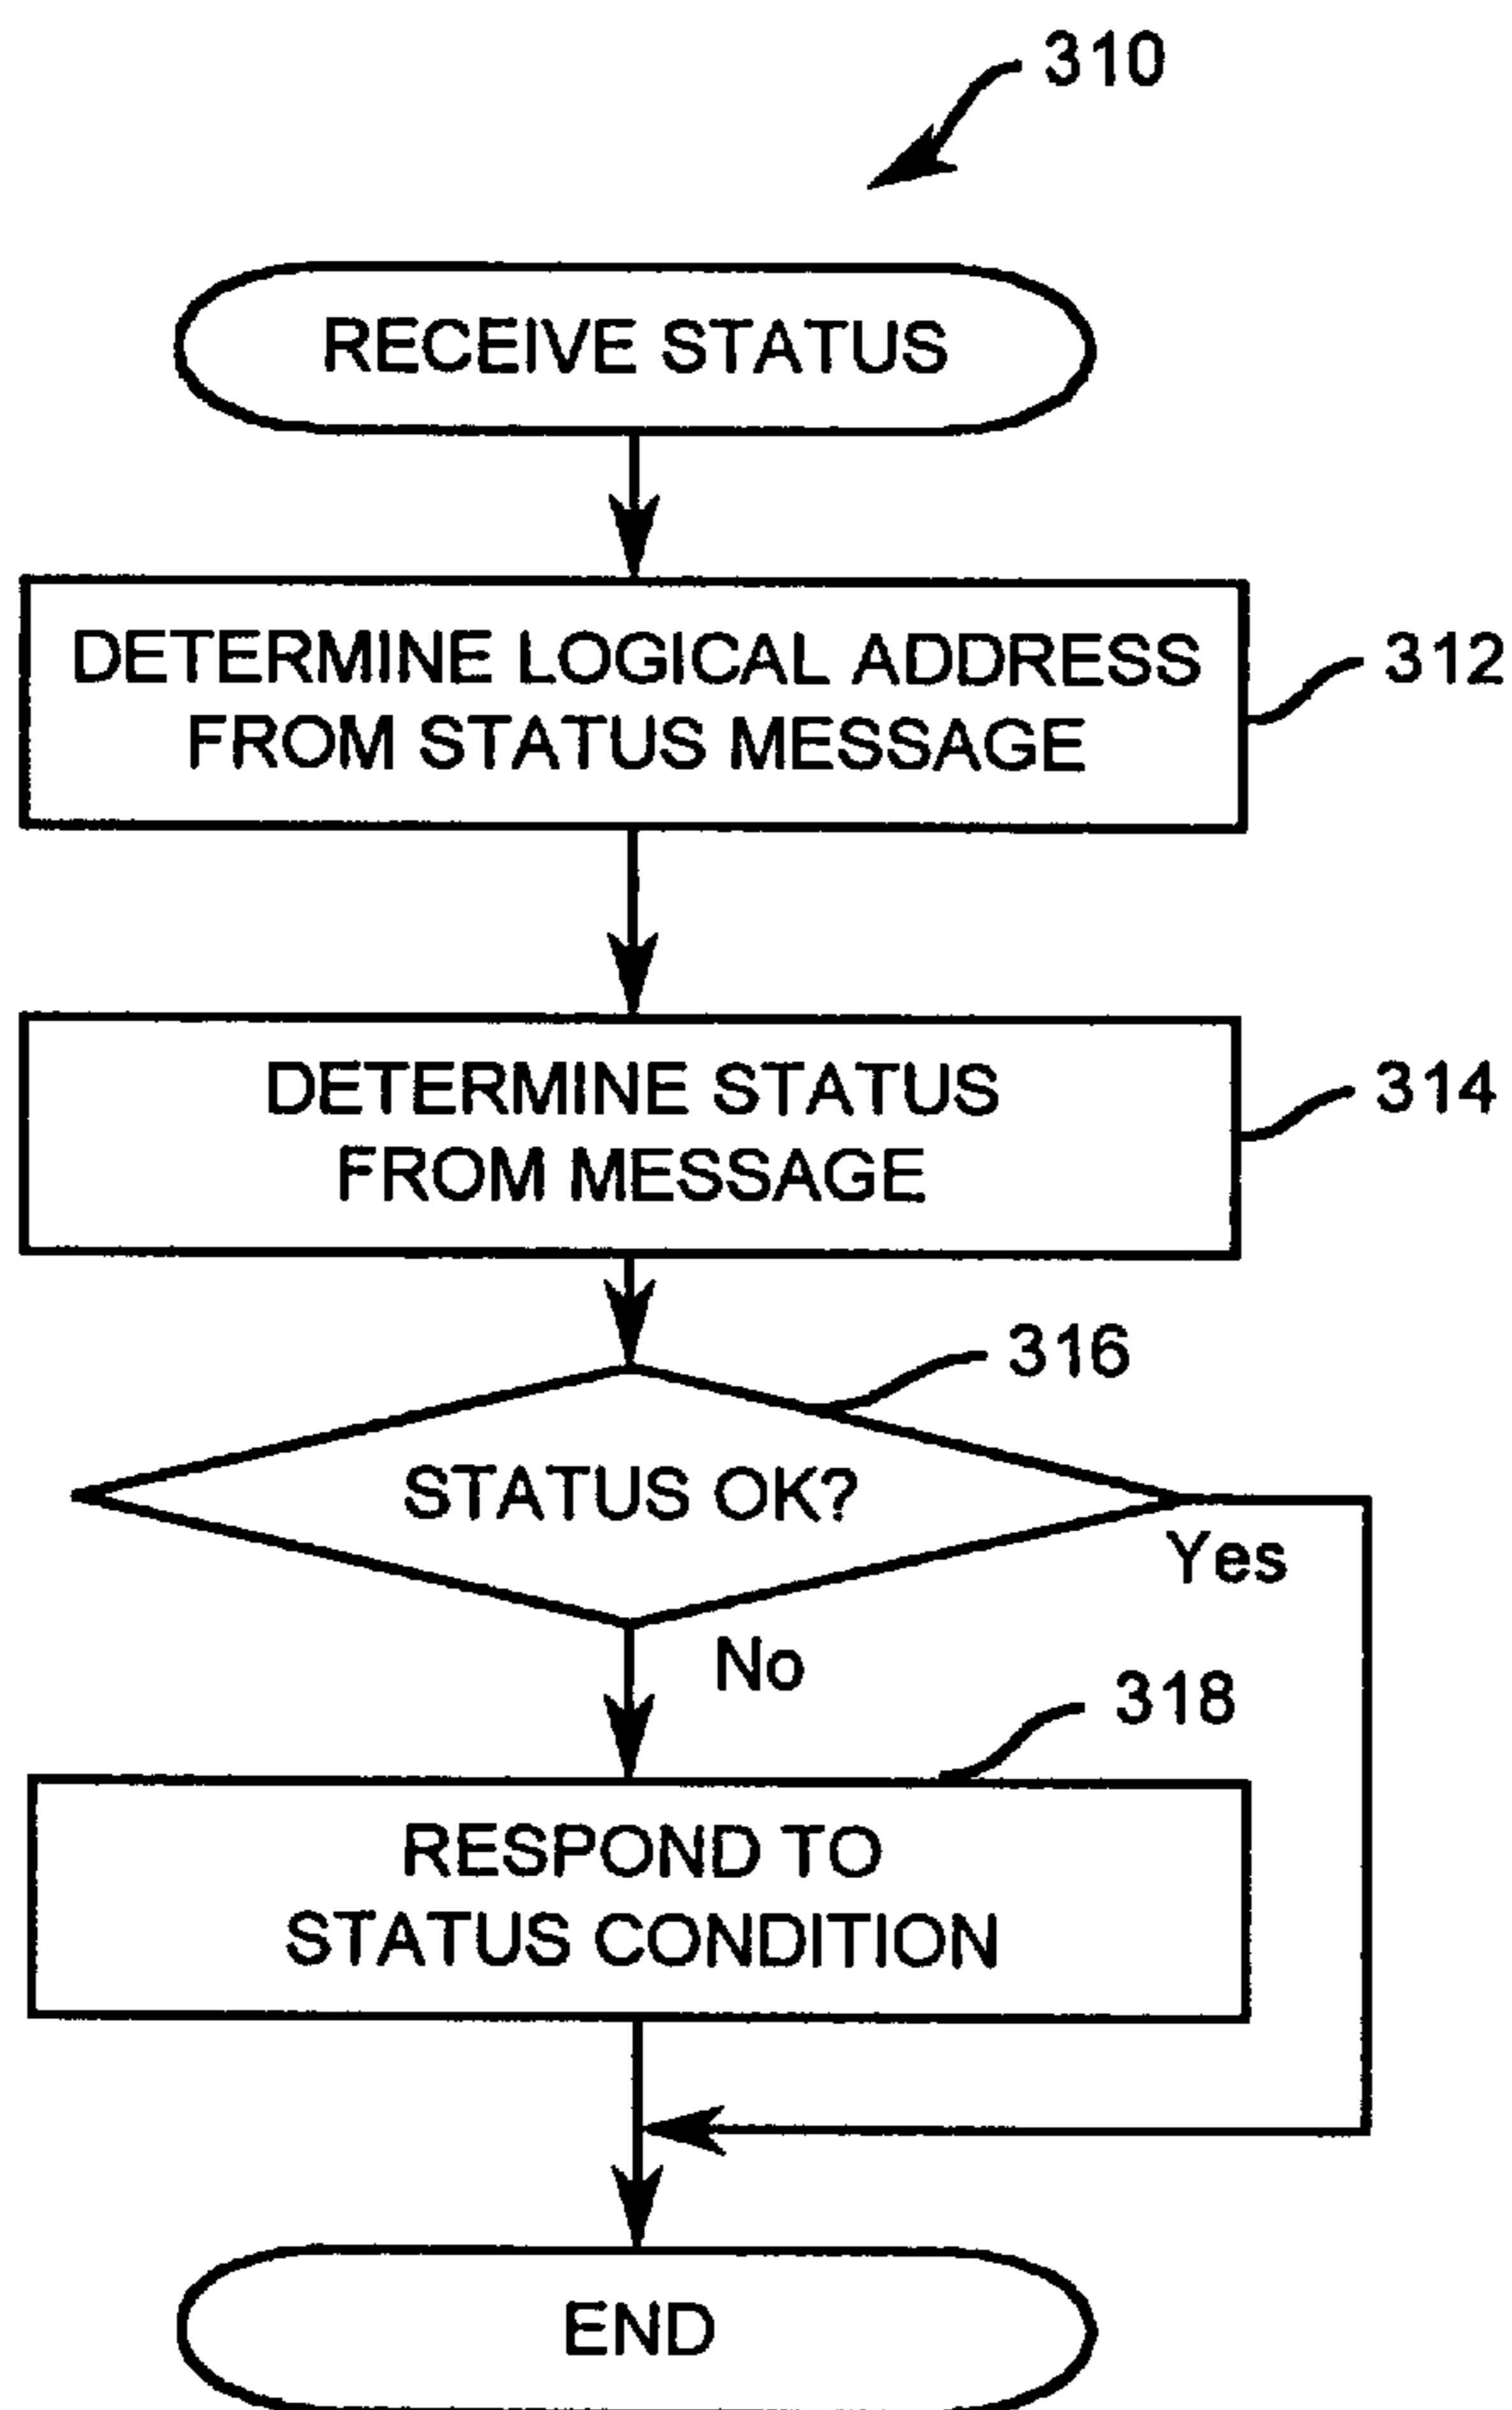 310
RECEIVE STATUS
DETERMINE LOGICAL ADDRESS
FROM STATUS MESSAGE
312
DETERMINE STATUS
FROM MESSAGE
314
316
STATUS OK?
Yes
No
318
RESPOND TO
STATUS CONDITION
END